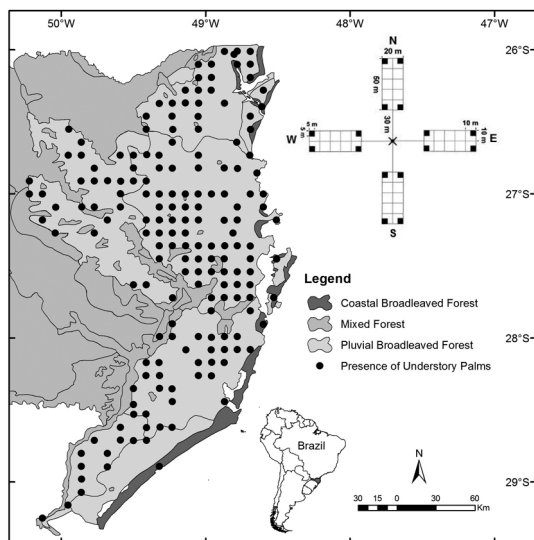 50°W 49°W 48°W 47°W
26°S
27°S
28°S
29°S
N
20 m
50 m
30 m
5 m
5 m
W
10 m
10 m
E
S
Legend
Coastal Broadleaved Forest
Mixed Forest
Pluvial Broadleaved Forest
Presence of Understory Palms
Brazil
N
30 15 0 30 60
Km